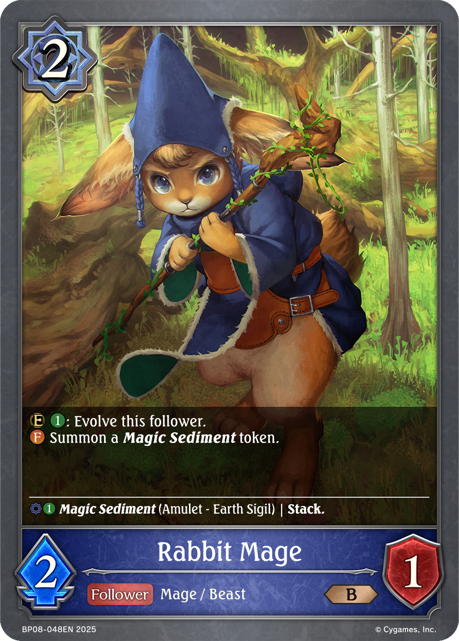 2
E 1: Evolve this follower.
F Summon a Magic Sediment token.
1 Magic Sediment (Amulet - Earth Sigil) | Stack.
Rabbit Mage
2
Follower Mage / Beast
B
1
BP08-048EN 2025
© Cygames, Inc.